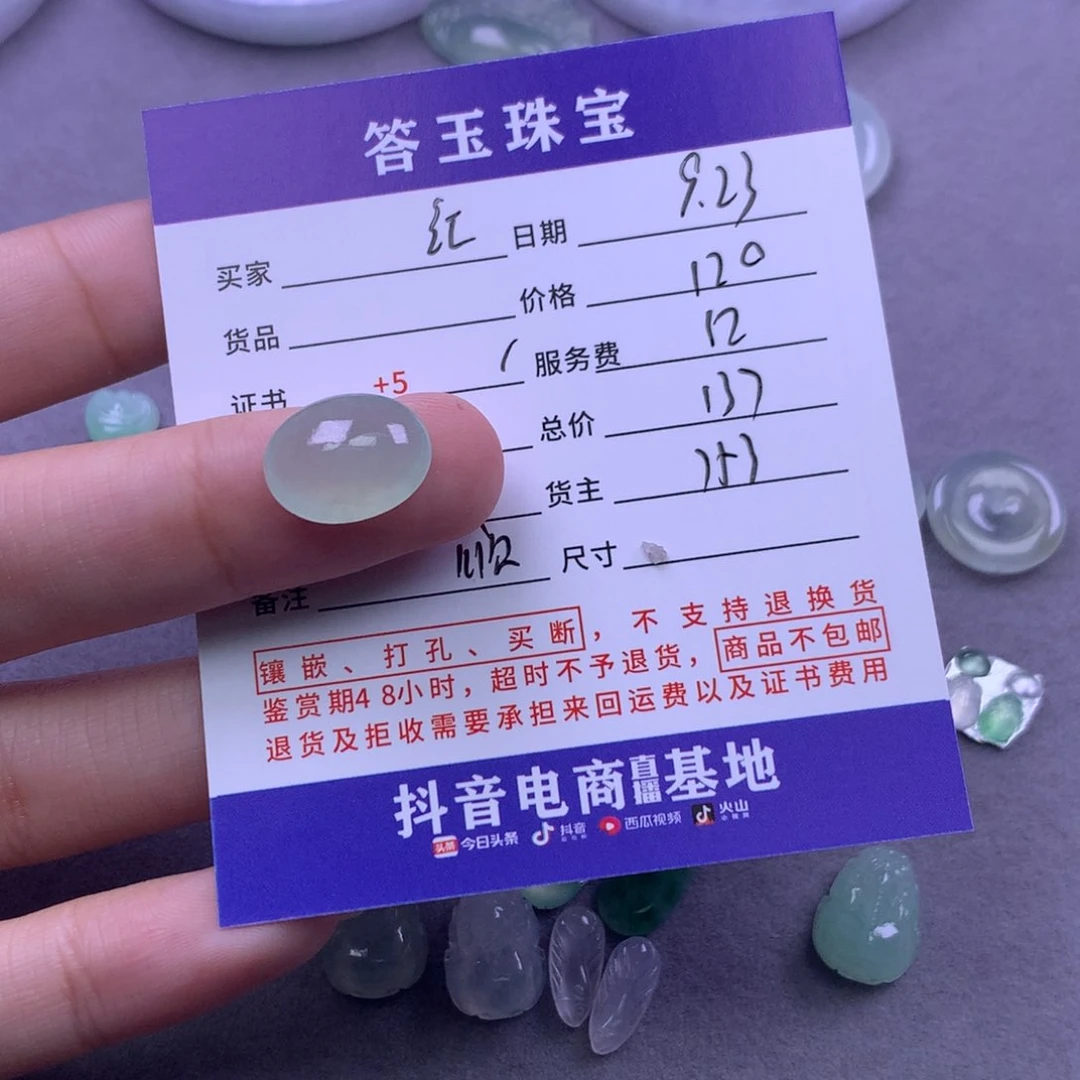 答玉珠宝
买家 红 日期 9.23
货品 价格 120
证书 +5 服务费 12
总价 137
货主
备注 顺 尺寸
镶嵌、打孔、买断，不支持退换货
鉴赏期48小时，超时不予退货，商品不包邮
退货及拒收需要承担来回运费以及证书费用
抖音电商直播基地
头条 今日头条 抖音 西瓜视频 火山